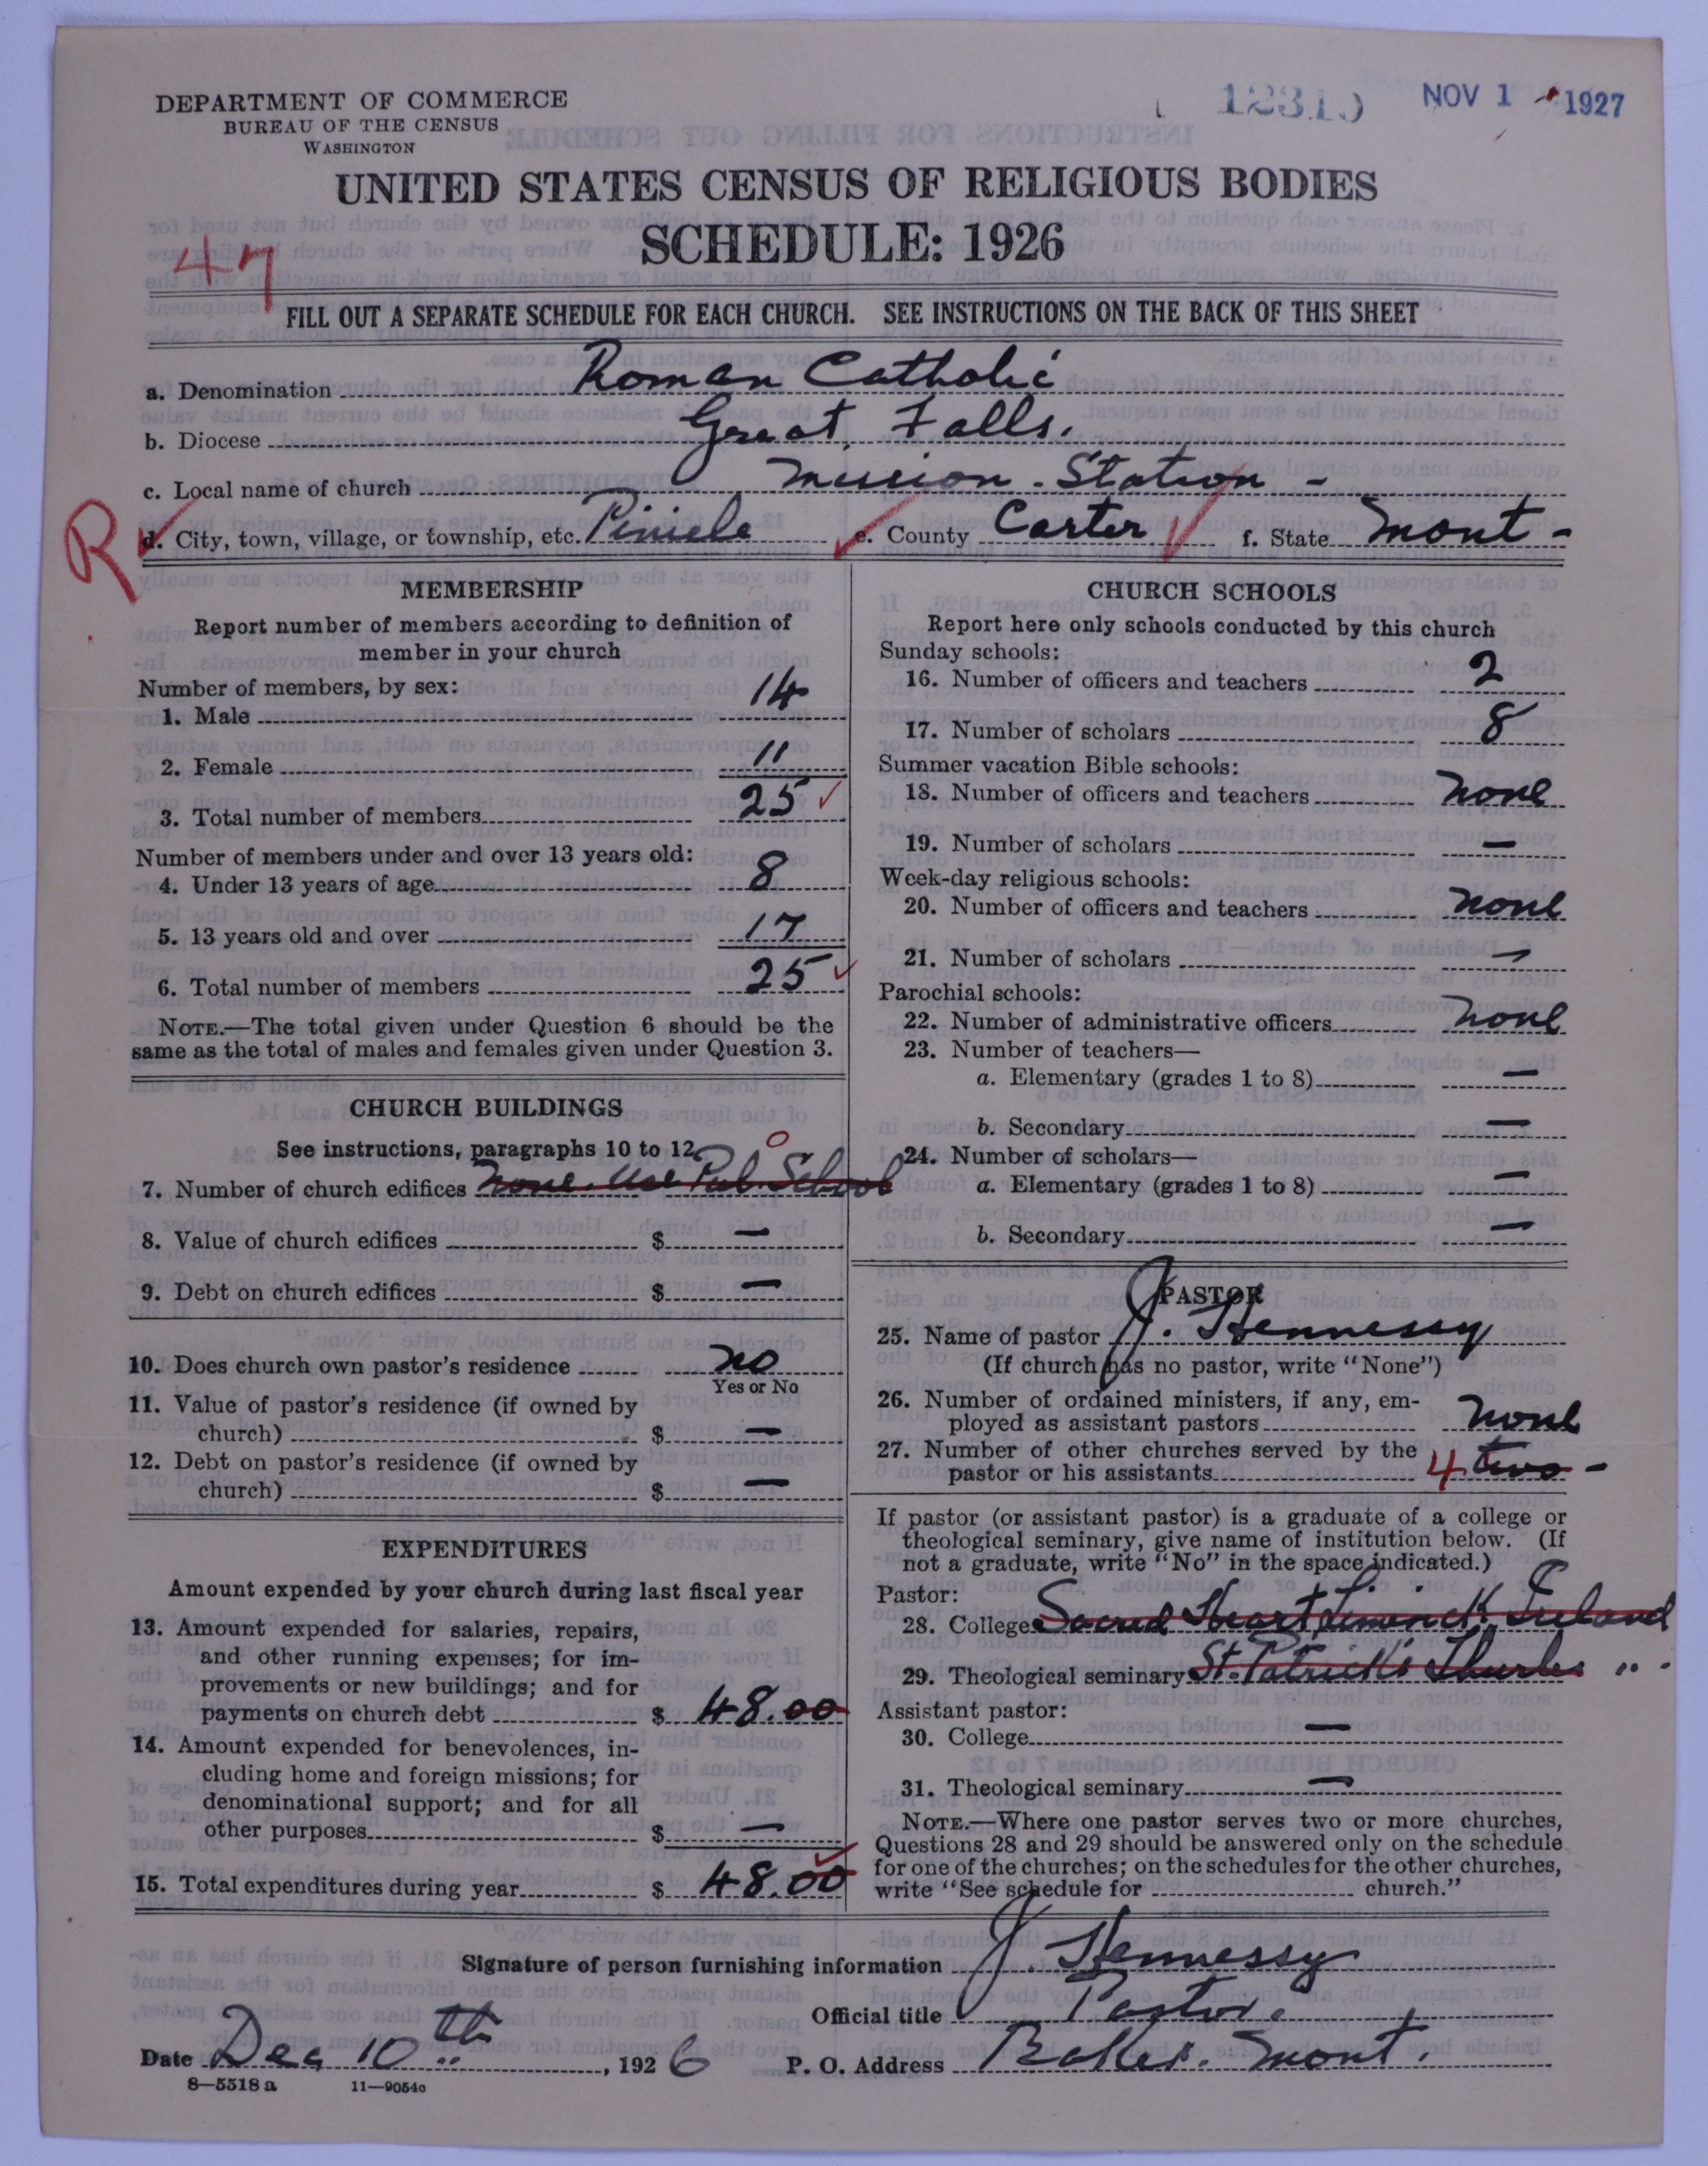 DEPARTMENT OF COMMERCE
BUREAU OF THE CENSUS
WASHINGTON
NOV 1 1927
UNITED STATES CENSUS OF RELIGIOUS BODIES
SCHEDULE: 1926
47
FILL OUT A SEPARATE SCHEDULE FOR EACH CHURCH. SEE INSTRUCTIONS ON THE BACK OF THIS SHEET
a. Denomination Roman Catholic
b. Diocese Great Falls.
c. Local name of church Mission - Station -
R
d. City, town, village, or township, etc. Piniele e. County Carter f. State Mont -
MEMBERSHIP
Report number of members according to definition of
member in your church
Number of members, by sex:
1. Male 14
2. Female 11
3. Total number of members 25
Number of members under and over 13 years old:
4. Under 13 years of age 8
5. 13 years old and over 17
6. Total number of members 25
NOTE.—The total given under Question 6 should be the
same as the total of males and females given under Question 3.
CHURCH BUILDINGS
See instructions, paragraphs 10 to 12
0
7. Number of church edifices None. Use Pub. School
8. Value of church edifices $ —
9. Debt on church edifices $ —
10. Does church own pastor's residence no
Yes or No
11. Value of pastor's residence (if owned by
church) $ —
12. Debt on pastor's residence (if owned by
church) $ —
EXPENDITURES
Amount expended by your church during last fiscal year
13. Amount expended for salaries, repairs,
and other running expenses; for im-
provements or new buildings; and for
payments on church debt $ 48.00
14. Amount expended for benevolences, in-
cluding home and foreign missions; for
denominational support; and for all
other purposes $ —
15. Total expenditures during year $ 48.00
CHURCH SCHOOLS
Report here only schools conducted by this church
Sunday schools:
16. Number of officers and teachers 2
17. Number of scholars 8
Summer vacation Bible schools:
18. Number of officers and teachers none
19. Number of scholars —
Week-day religious schools:
20. Number of officers and teachers none
21. Number of scholars —
Parochial schools:
22. Number of administrative officers none
23. Number of teachers—
a. Elementary (grades 1 to 8) —
b. Secondary —
24. Number of scholars—
a. Elementary (grades 1 to 8) —
b. Secondary —
PASTOR
25. Name of pastor J. Hennessy
(If church has no pastor, write "None")
26. Number of ordained ministers, if any, em-
ployed as assistant pastors none
27. Number of other churches served by the
pastor or his assistants 4 two -
If pastor (or assistant pastor) is a graduate of a college or
theological seminary, give name of institution below. (If
not a graduate, write "No" in the space indicated.)
Pastor:
28. College Sacred Heart Limerick. Ireland
29. Theological seminary St. Patrick's Thurles " .
Assistant pastor:
30. College —
31. Theological seminary —
NOTE.—Where one pastor serves two or more churches,
Questions 28 and 29 should be answered only on the schedule
for one of the churches; on the schedules for the other churches,
write "See schedule for church."
Signature of person furnishing information J. Hennessy
Official title Pastor.
Date Dec 10th, 1926 P. O. Address Baker. Mont.
8—5518 a 11—9054c